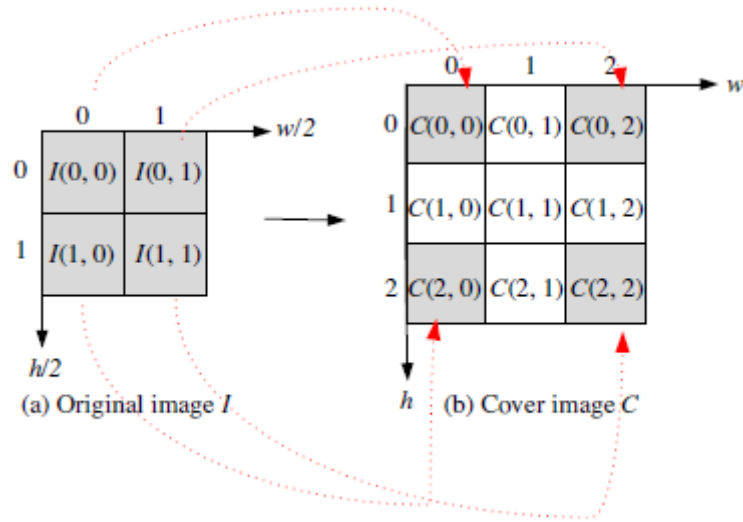 0 1 2
w
0 1
w/2
0 C(0, 0) C(0, 1) C(0, 2)
0 I(0, 0) I(0, 1)
1 C(1, 0) C(1, 1) C(1, 2)
1 I(1, 0) I(1, 1)
2 C(2, 0) C(2, 1) C(2, 2)
h/2
h
(a) Original image I
(b) Cover image C